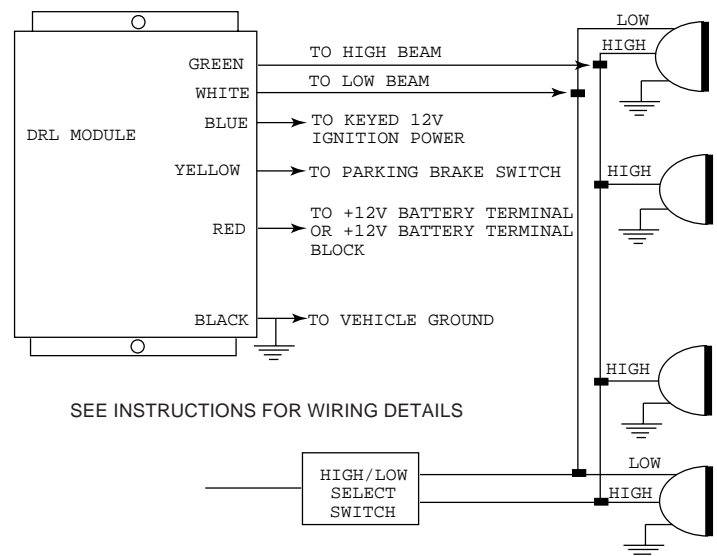 LOW
HIGH
TO HIGH BEAM
GREEN
TO LOW BEAM
WHITE
BLUE
TO KEYED 12V
IGNITION POWER
DRL MODULE
YELLOW
TO PARKING BRAKE SWITCH
HIGH
RED
TO +12V BATTERY TERMINAL
OR +12V BATTERY TERMINAL
BLOCK
BLACK
TO VEHICLE GROUND
HIGH
SEE INSTRUCTIONS FOR WIRING DETAILS
HIGH/LOW
SELECT
SWITCH
LOW
HIGH